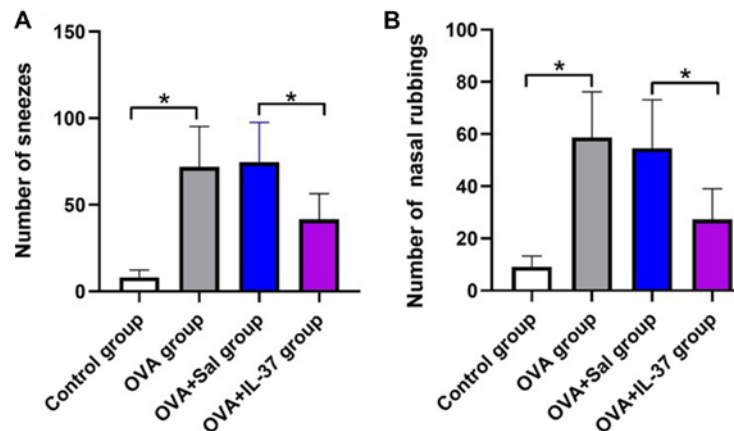 A
Number of sneezes
150
100
50
0
*
*
Control group
OVA group
OVA+Sal group
OVA+IL-37 group
B
Number of nasal rubbings
100
80
60
40
20
0
*
*
Control group
OVA group
OVA+Sal group
OVA+IL-37 group